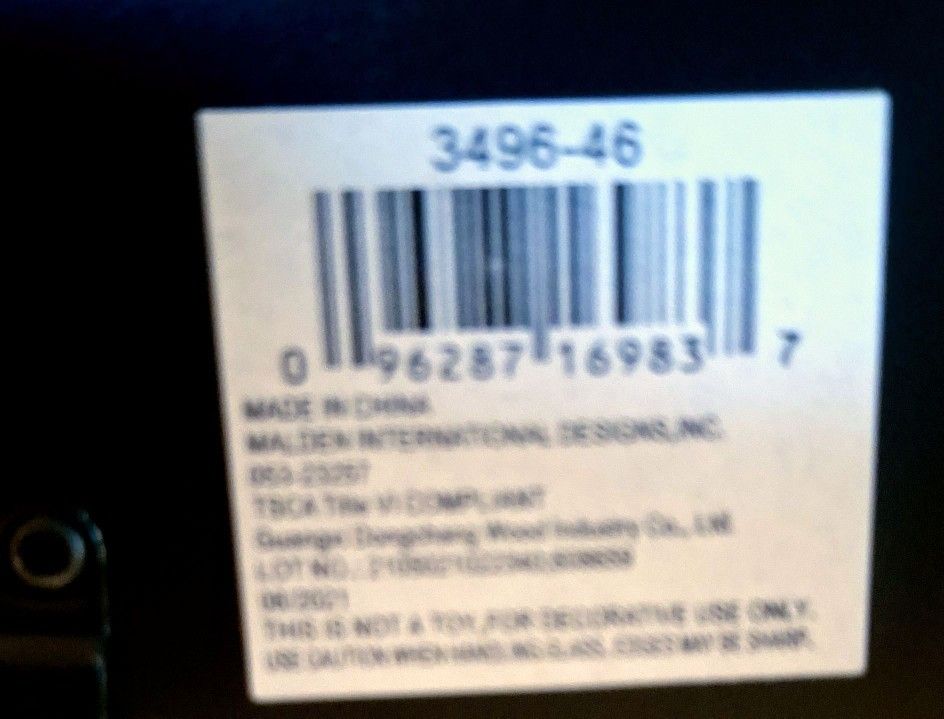 3496-46
0 96287 16983 7
MADE IN CHINA
MALDEN INTERNATIONAL DESIGNS,INC.
TSCA Title VI COMPLIANT
Dongchang Wood Industry Co., Ltd.
LOT NO.:
08/2021
THIS IS NOT A TOY,FOR DECORATIVE USE ONLY.
USE CAUTION WHEN HANDLING GLASS, EDGES MAY BE SHARP.